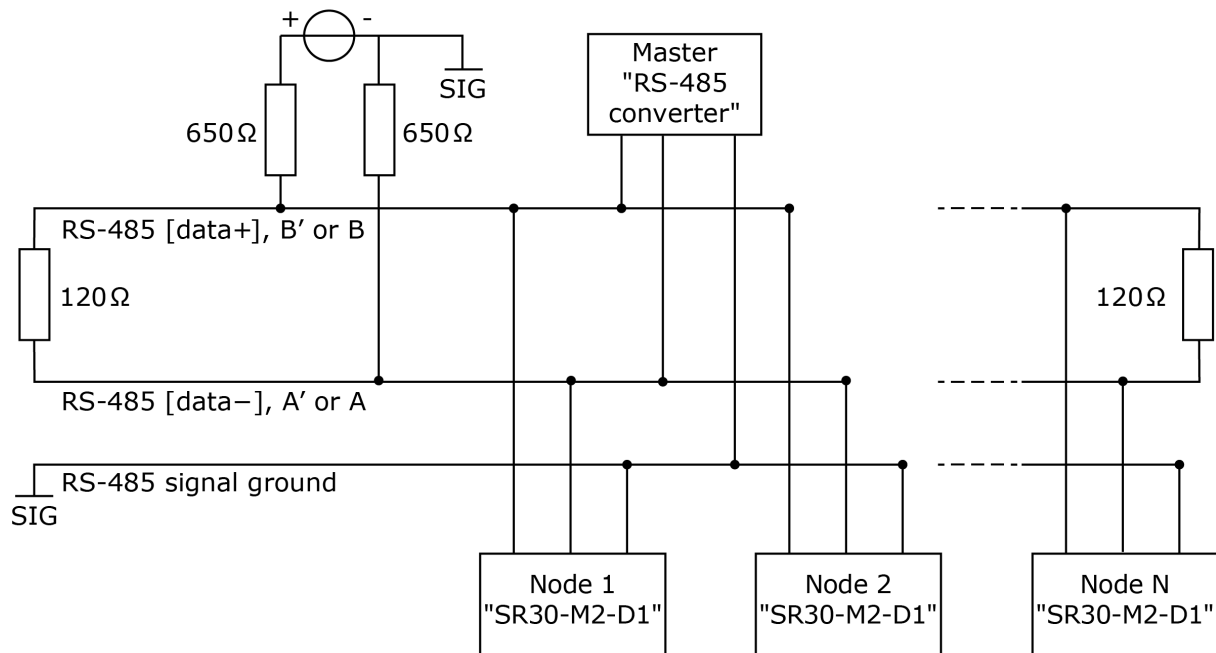 + -
SIG
650Ω
650Ω
Master
"RS-485
converter"
RS-485 [data+], B’ or B
120Ω
120Ω
RS-485 [data−], A’ or A
RS-485 signal ground
SIG
Node 1
"SR30-M2-D1"
Node 2
"SR30-M2-D1"
Node N
"SR30-M2-D1"